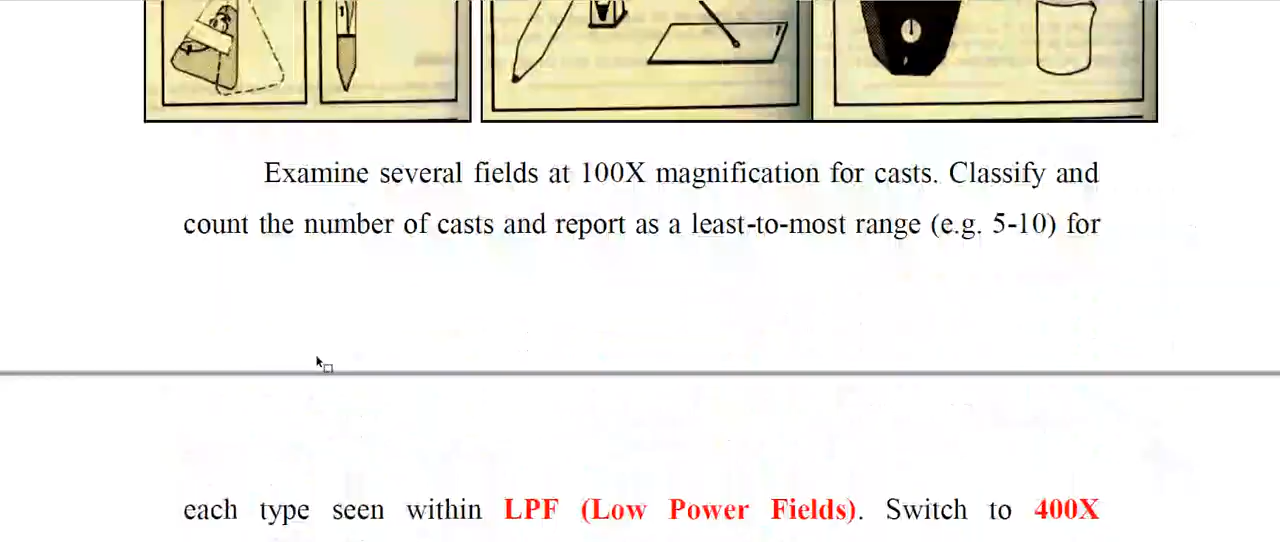 Examine several fields at 100X magnification for casts. Classify and
count the number of casts and report as a least-to-most range (e.g. 5-10) for
each type seen within LPF (Low Power Fields). Switch to 400X